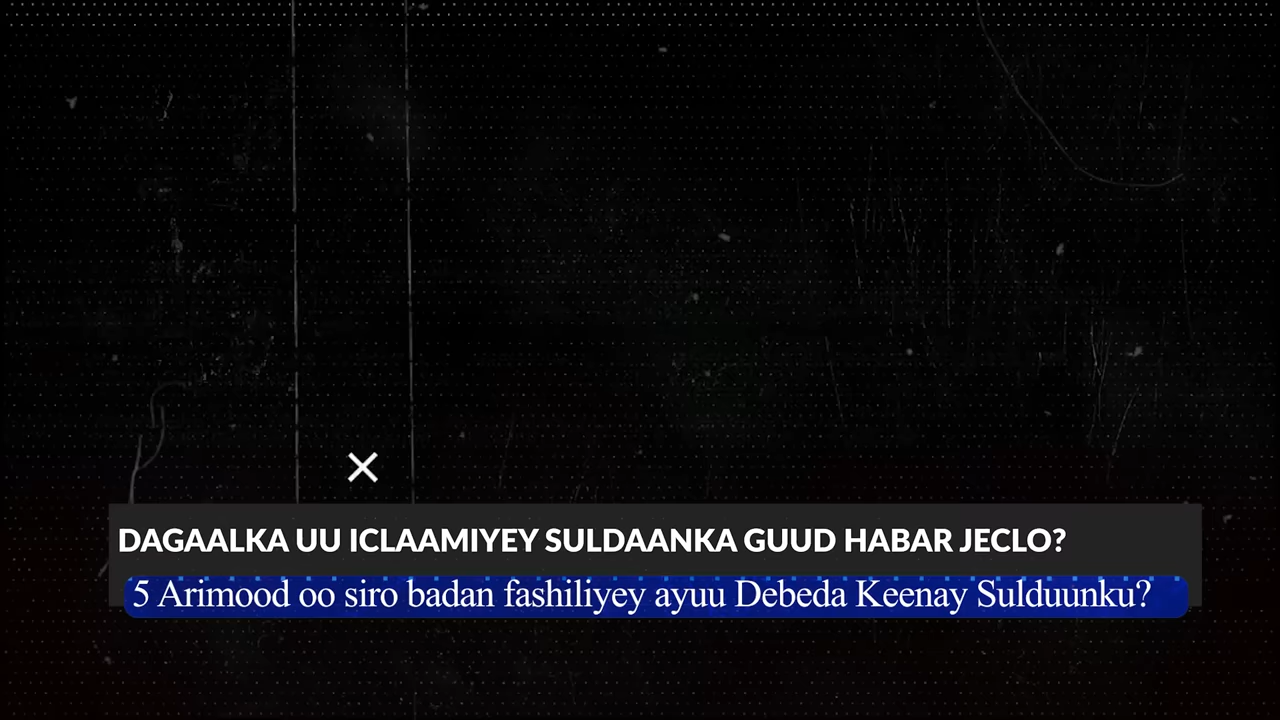 DAGAALKA UU ICLAAMIYEY SULDAANKA GUUD HABAR JECLO?
5 Arimood oo siro badan fashiliyey ayuu Debeda Keenay Sulduunku?